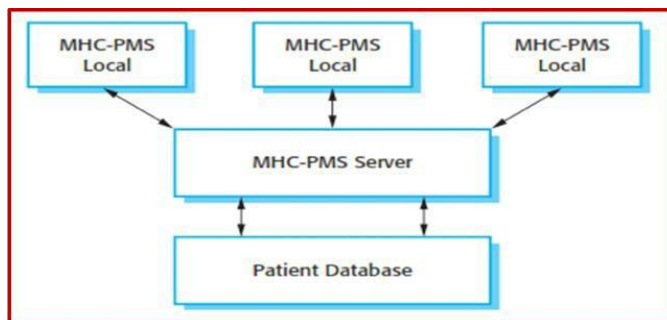 MHC-PMS
Local
MHC-PMS
Local
MHC-PMS
Local
MHC-PMS Server
Patient Database